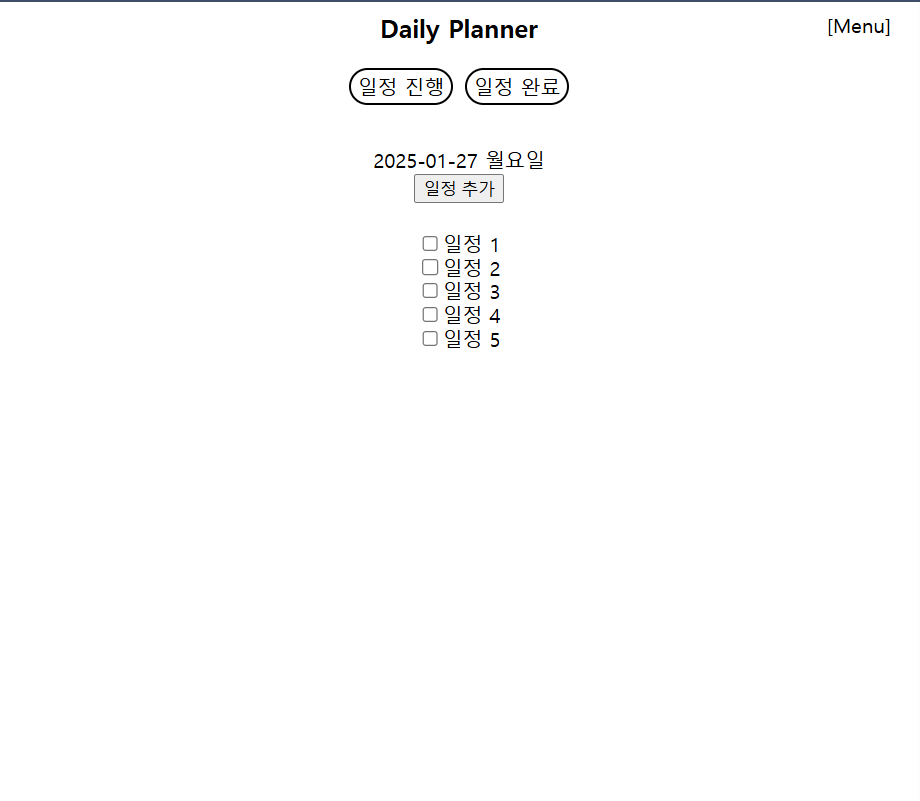 Daily Planner
[Menu]
일정 진행 일정 완료
2025-01-27 월요일
일정 추가
일정 1
일정 2
일정 3
일정 4
일정 5